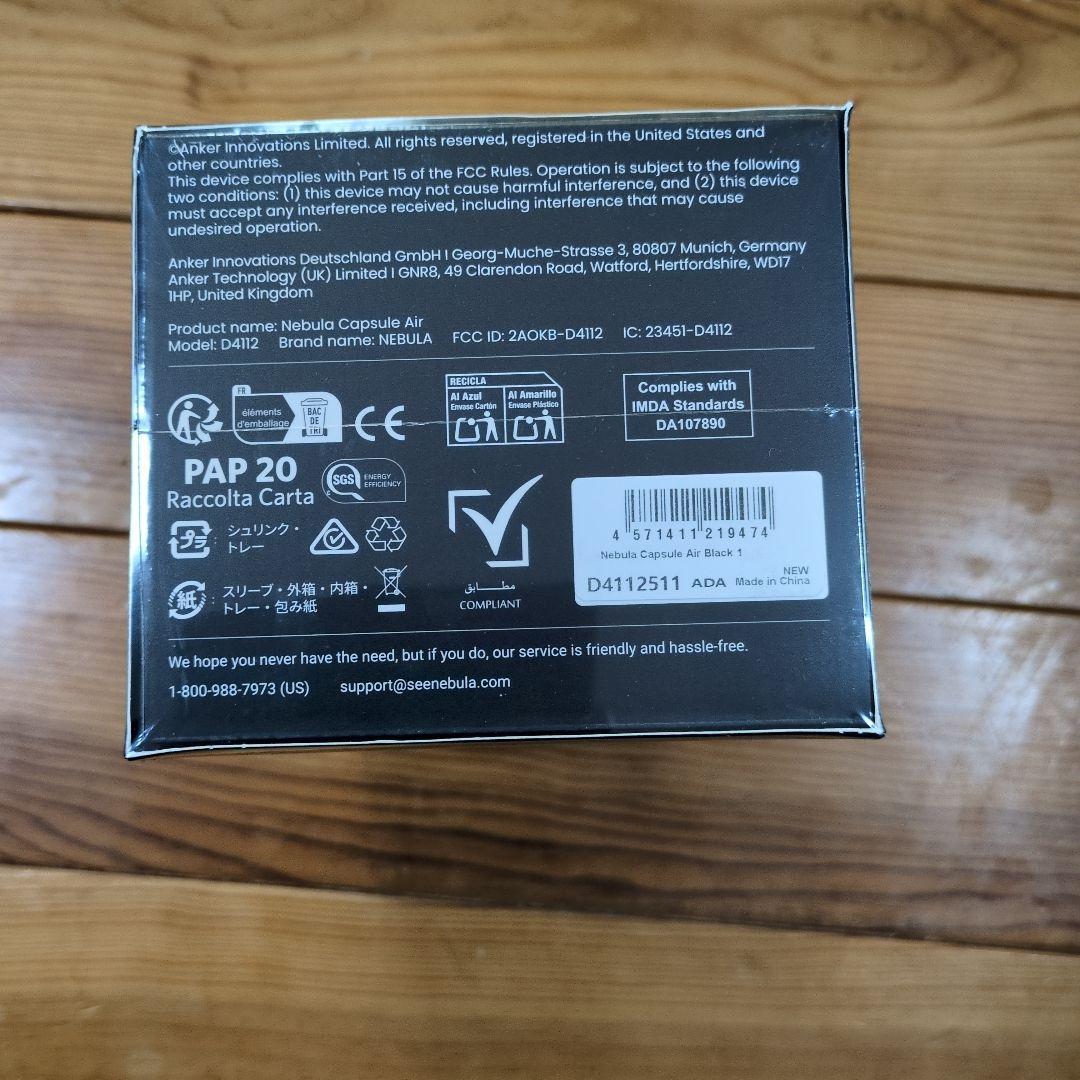 ©Anker Innovations Limited. All rights reserved, registered in the United States and
other countries.
This device complies with Part 15 of the FCC Rules. Operation is subject to the following
two conditions: (1) this device may not cause harmful interference, and (2) this device
must accept any interference received, including interference that may cause
undesired operation.
Anker Innovations Deutschland GmbH I Georg-Muche-Strasse 3, 80807 Munich, Germany
Anker Technology (UK) Limited I GNR8, 49 Clarendon Road, Watford, Hertfordshire, WD17
1HP, United Kingdom
Product name: Nebula Capsule Air
Model: D4112 Brand name: NEBULA FCC ID: 2AOKB-D4112 IC: 23451-D4112
FR
éléments
d'emballage
BAC
DE
TRI
CE
RECICLA
Al Azul
Envase Cartón
Al Amarillo
Envase Plástico
Complies with
IMDA Standards
DA107890
PAP 20
Raccolta Carta
SGS ENERGY
EFFICIENCY
プラ
シュリンク・
トレー
紙
スリーブ・外箱・内箱・
トレー・包み紙
مطابق
COMPLIANT
4 571411 219474
Nebula Capsule Air Black 1
NEW
D4112511 ADA Made in China
We hope you never have the need, but if you do, our service is friendly and hassle-free.
1-800-988-7973 (US) support@seenebula.com